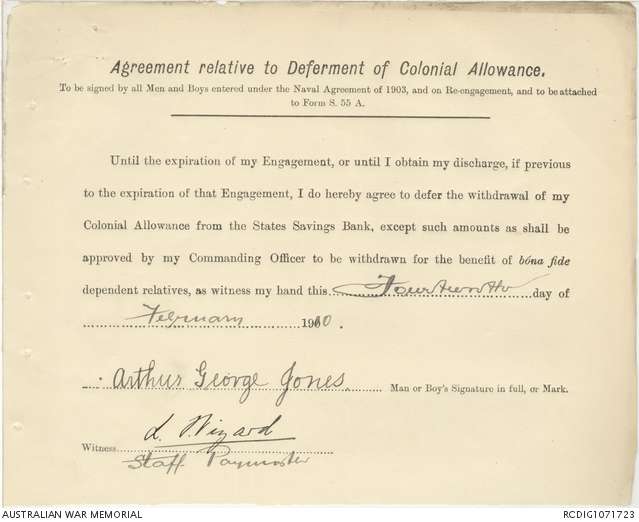 Agreement relative to Deferment of Colonial Allowance.
To be signed by all Men and Boys entered under the Naval Agreement of 1903, and on Re-engagement, and to be attached
to Form S. 55 A.
Until the expiration of my Engagement, or until I obtain my discharge, if previous
to the expiration of that Engagement, I do hereby agree to defer the withdrawal of my
Colonial Allowance from the States Savings Bank, except such amounts as shall be
approved by my Commanding Officer to be withdrawn for the benefit of bóna fide
dependent relatives, as witness my hand this Fourteenth day of
February 1910.
Arthur George Jones Man or Boy's Signature in full, or Mark.
L. Wizard
Witness
Staff Paymaster
AUSTRALIAN WAR MEMORIAL
RCDIG1071723